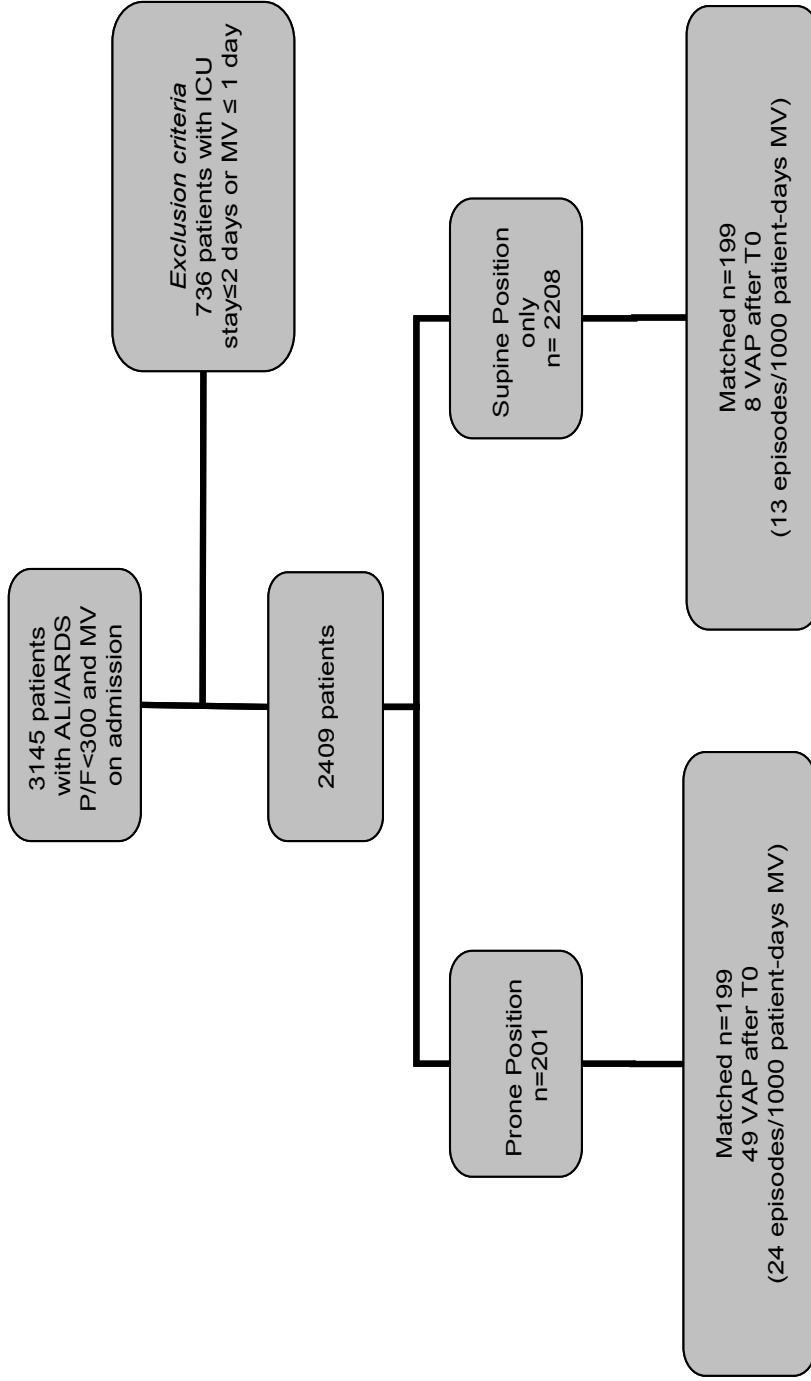 3145 patients
with ALI/ARDS
P/F<300 and MV
on admission
Exclusion criteria
736 patients with ICU
stay≤2 days or MV ≤ 1 day
2409 patients
Prone Position
n=201
Supine Position
only
n= 2208
Matched n=199
49 VAP after T0
(24 episodes/1000 patient-days MV)
Matched n=199
8 VAP after T0
(13 episodes/1000 patient-days MV)